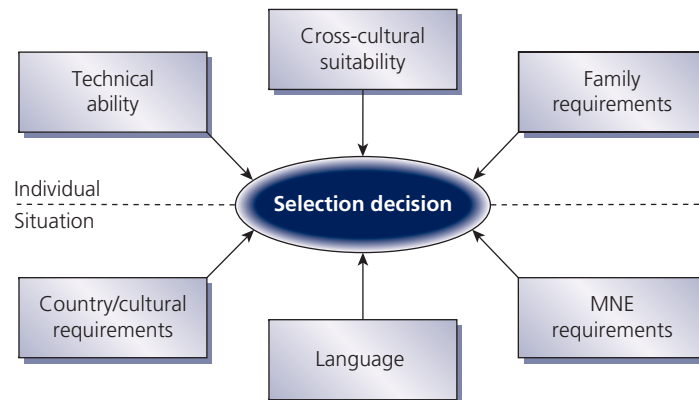 Cross-cultural
suitability
Technical
ability
Family
requirements
Individual
Selection decision
Situation
Country/cultural
requirements
Language
MNE
requirements